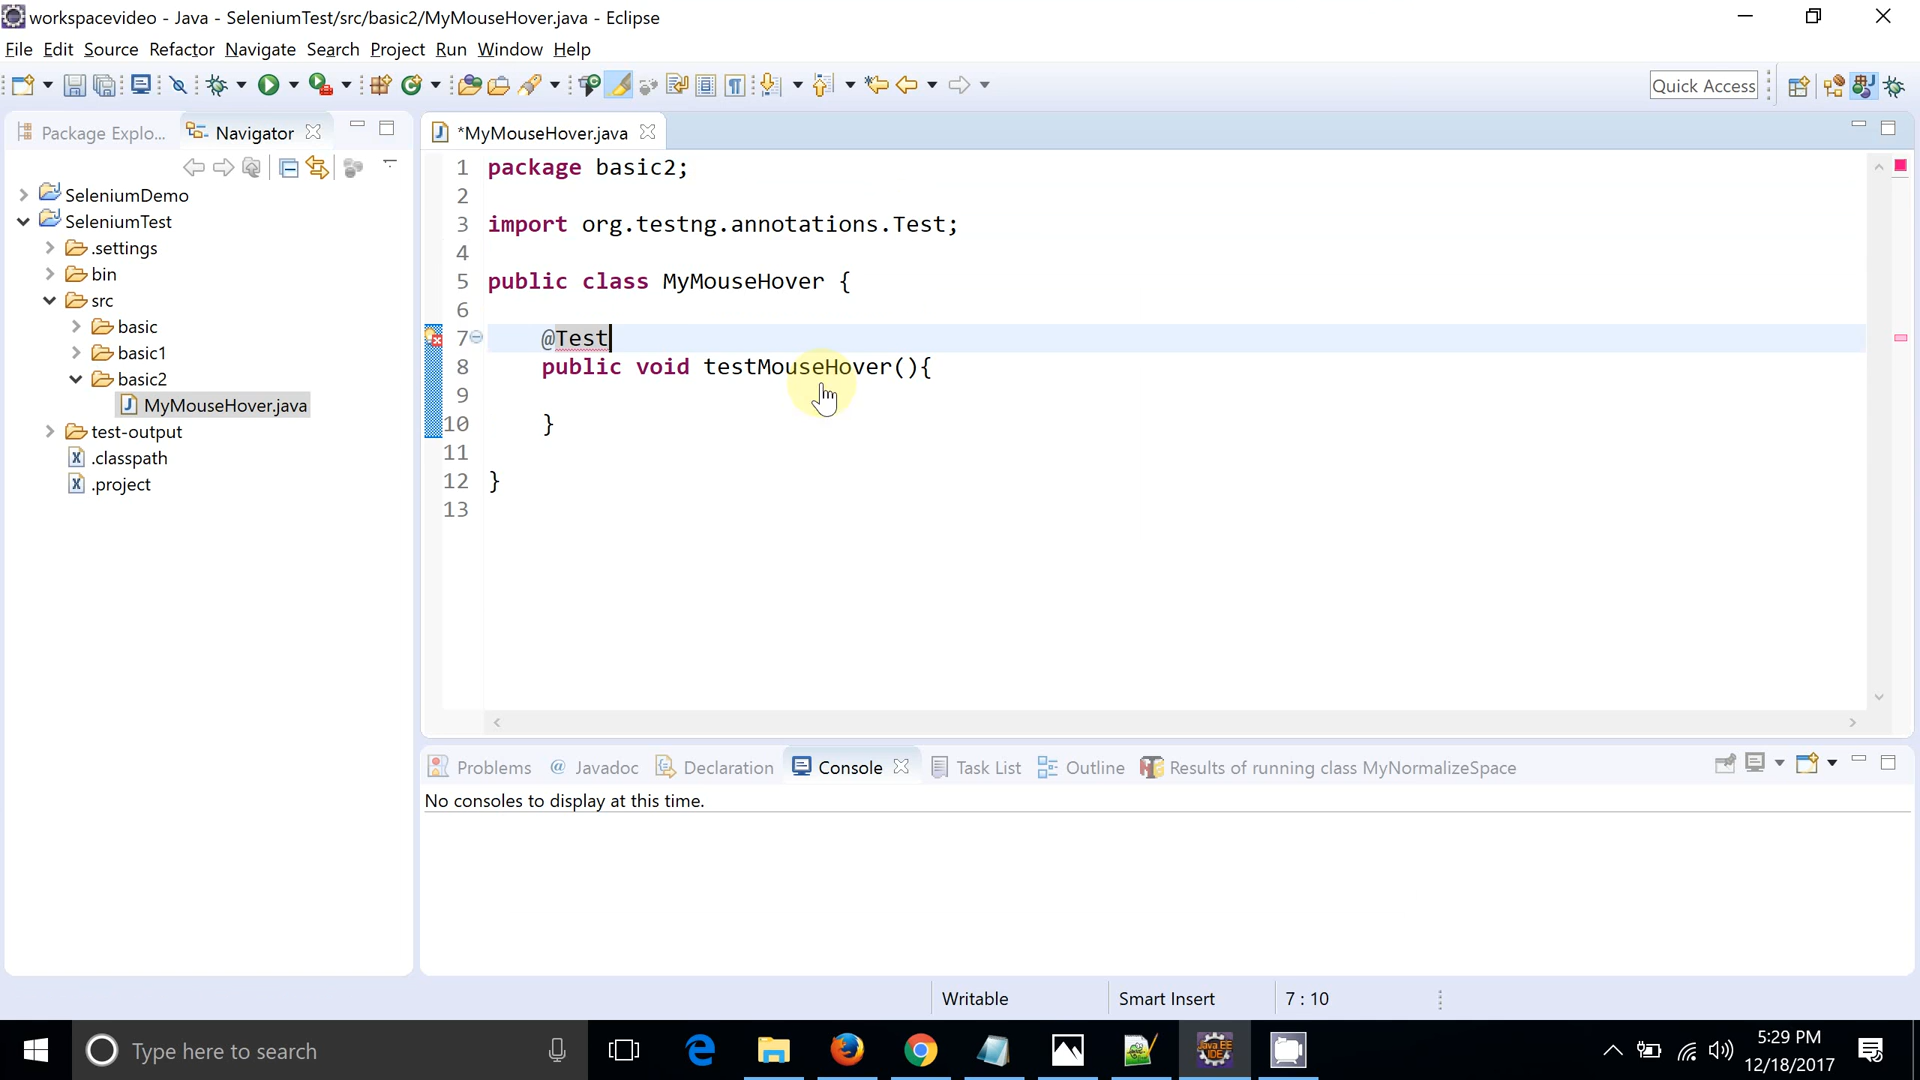 workspacevideo - Java - SeleniumTest/src/basic2/MyMouseHover.java - Eclipse
File Edit Source Refactor Navigate Search Project Run Window Help
Quick Access
Package Explo... Navigator
*MyMouseHover.java
SeleniumDemo
SeleniumTest
.settings
bin
src
basic
basic1
basic2
MyMouseHover.java
test-output
.classpath
.project
1 package basic2;
2
3 import org.testng.annotations.Test;
4
5 public class MyMouseHover {
6
7 @Test
8 public void testMouseHover(){
9
10 }
11
12 }
13
Problems @ Javadoc Declaration Console Task List Outline Results of running class MyNormalizeSpace
No consoles to display at this time.
Writable Smart Insert 7 : 10
Type here to search
Java EE
IDE
5:29 PM
12/18/2017